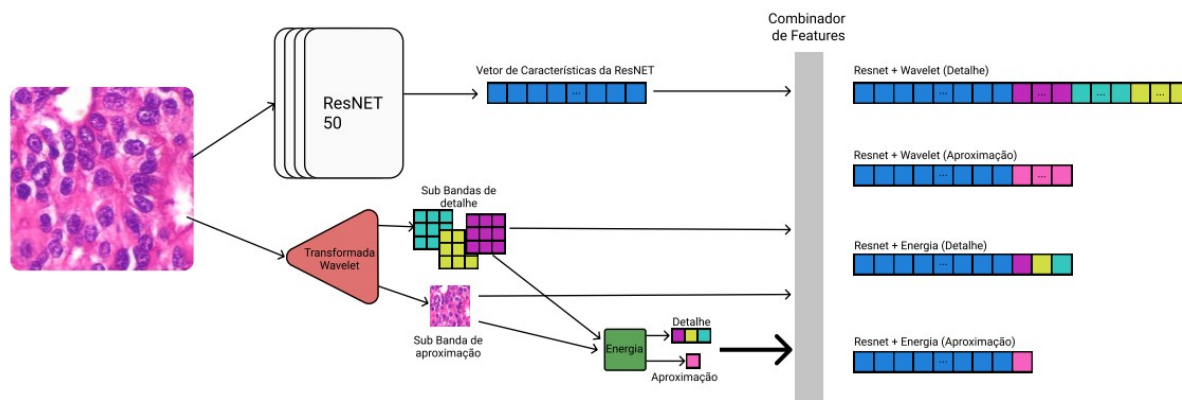 Combinador
de Features
ResNET
50
Vetor de Características da ResNET
...
Resnet + Wavelet (Detalhe)
... ... ... ...
Resnet + Wavelet (Aproximação)
... ...
Sub Bandas de
detalhe
Transformada
Wavelet
Resnet + Energia (Detalhe)
...
Sub Banda de
aproximação
Energia
Detalhe
Aproximação
Resnet + Energia (Aproximação)
...